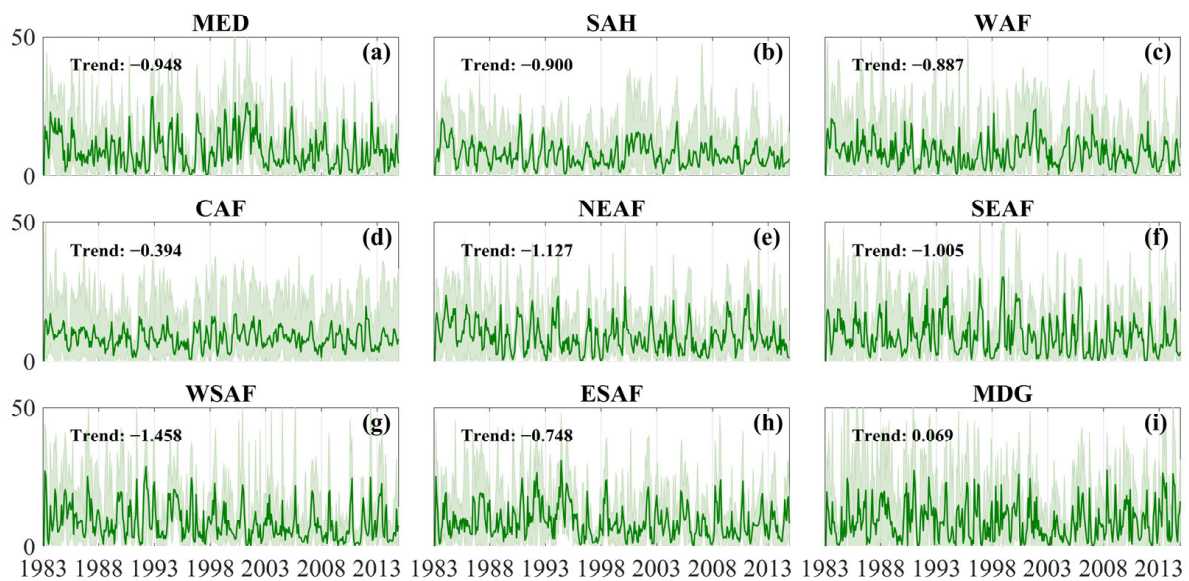 MED SAH WAF
50 (a) (b) (c)
Trend: −0.948 Trend: −0.900 Trend: −0.887
0
CAF NEAF SEAF
50 (d) (e) (f)
Trend: −0.394 Trend: −1.127 Trend: −1.005
0
WSAF ESAF MDG
50 (g) (h) (i)
Trend: −1.458 Trend: −0.748 Trend: 0.069
0
1983 1988 1993 1998 2003 2008 2013 1983 1988 1993 1998 2003 2008 2013 1983 1988 1993 1998 2003 2008 2013